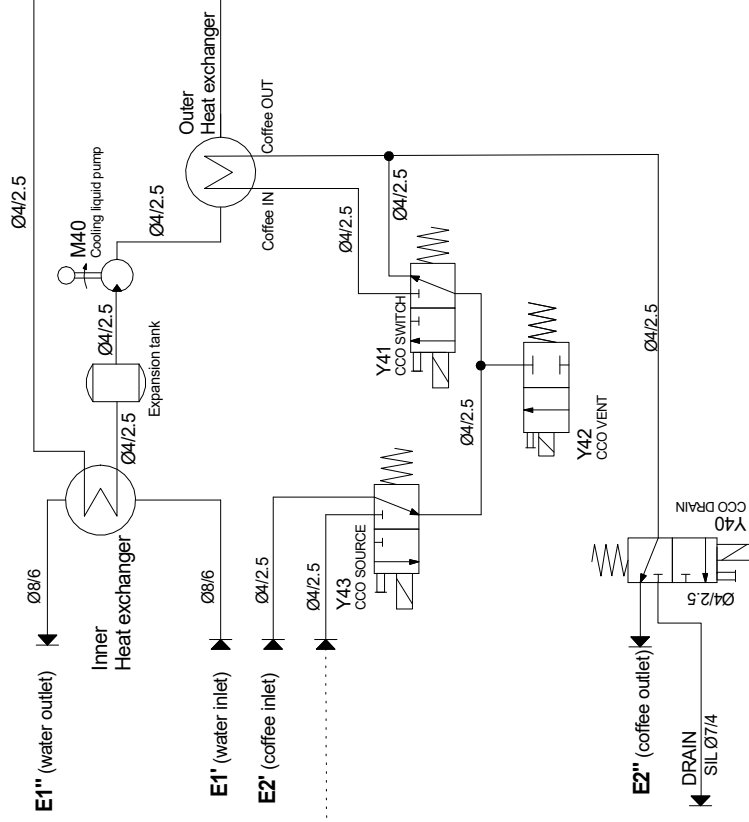 Ø4/2.5
M40
Cooling liquid pump
Ø4/2.5
Outer
Heat exchanger
Coffee OUT
Coffee IN
Ø4/2.5
Ø4/2.5
Ø4/2.5
Expansion tank
Ø4/2.5
Y41
CCO SWITCH
Ø4/2.5
Y42
CCO VENT
Ø4/2.5
Ø8/6
Inner
Heat exchanger
Ø8/6
Ø4/2.5
Ø4/2.5
Y43
CCO SOURCE
Y40
CCO DRAIN
Ø4/2.5
E1" (water outlet)
E1' (water inlet)
E2' (coffee inlet)
E2" (coffee outlet)
DRAIN
SIL Ø7/4